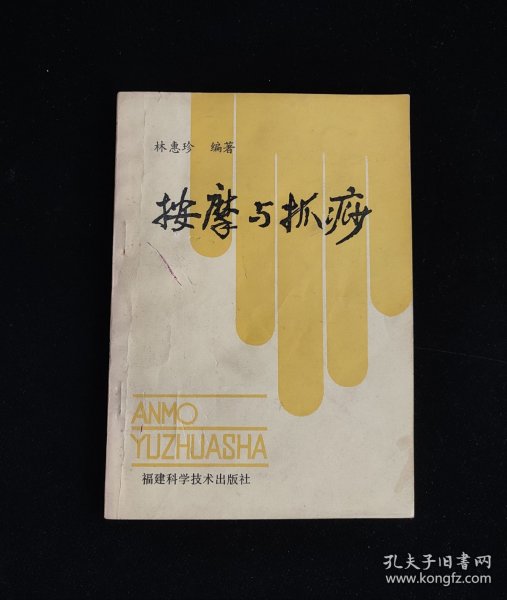 林惠珍 编著
按摩与抓痧
ANMO
YUZHUASHA
福建科学技术出版社
孔夫子旧书网
www.kongfz.com